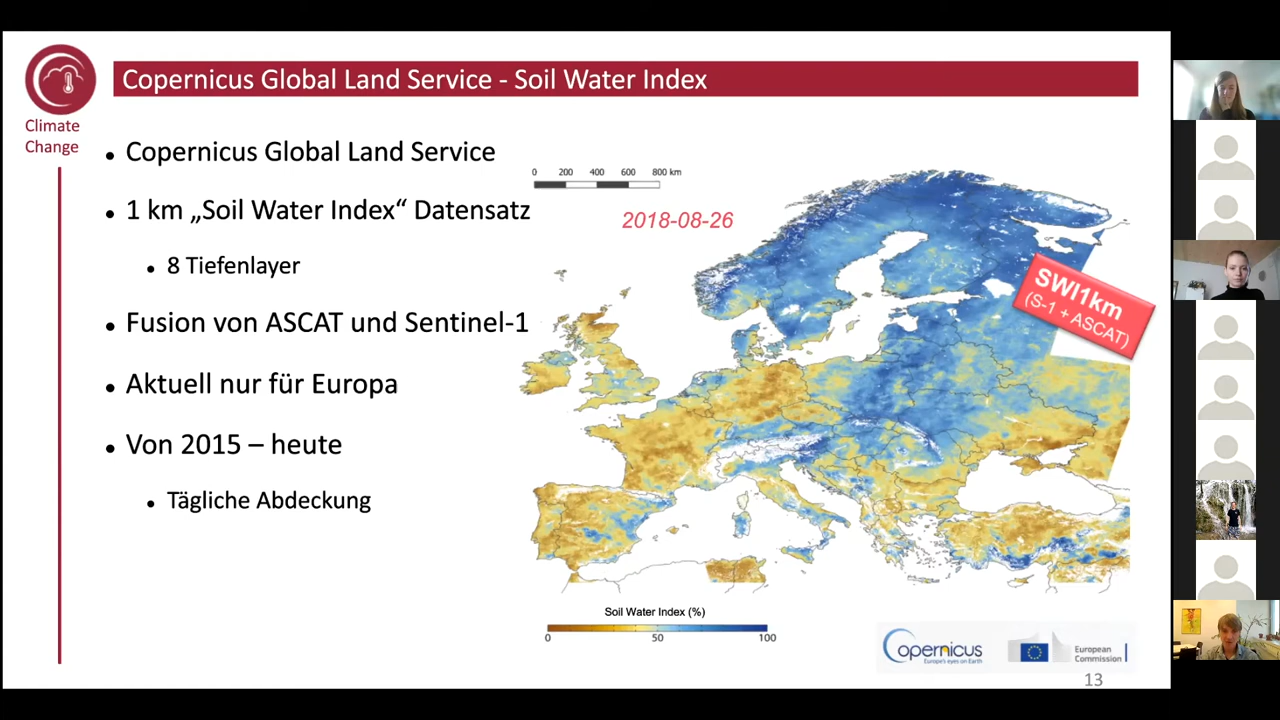 Copernicus Global Land Service - Soil Water Index
Climate
Change
Copernicus Global Land Service
1 km „Soil Water Index“ Datensatz
8 Tiefenlayer
Fusion von ASCAT und Sentinel-1
Aktuell nur für Europa
Von 2015 – heute
Tägliche Abdeckung
0 200 400 600 800 km
2018-08-26
SWI1km
(S-1 + ASCAT)
Soil Water Index (%)
0 50 100
Copernicus
Europe's eyes on Earth
European
Commission
13